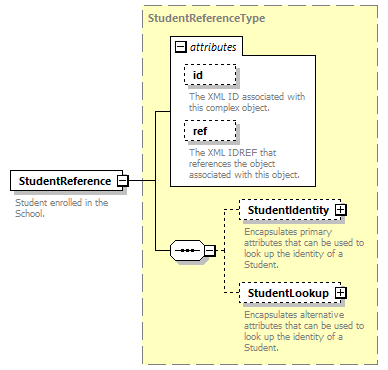 StudentReferenceType
attributes
id
The XML ID associated with
this complex object.
ref
The XML IDREF that
references the object
associated with this object.
StudentReference
Student enrolled in the
School.
StudentIdentity
Encapsulates primary
attributes that can be used to
look up the identity of a
Student.
StudentLookup
Encapsulates alternative
attributes that can be used to
look up the identity of a
Student.